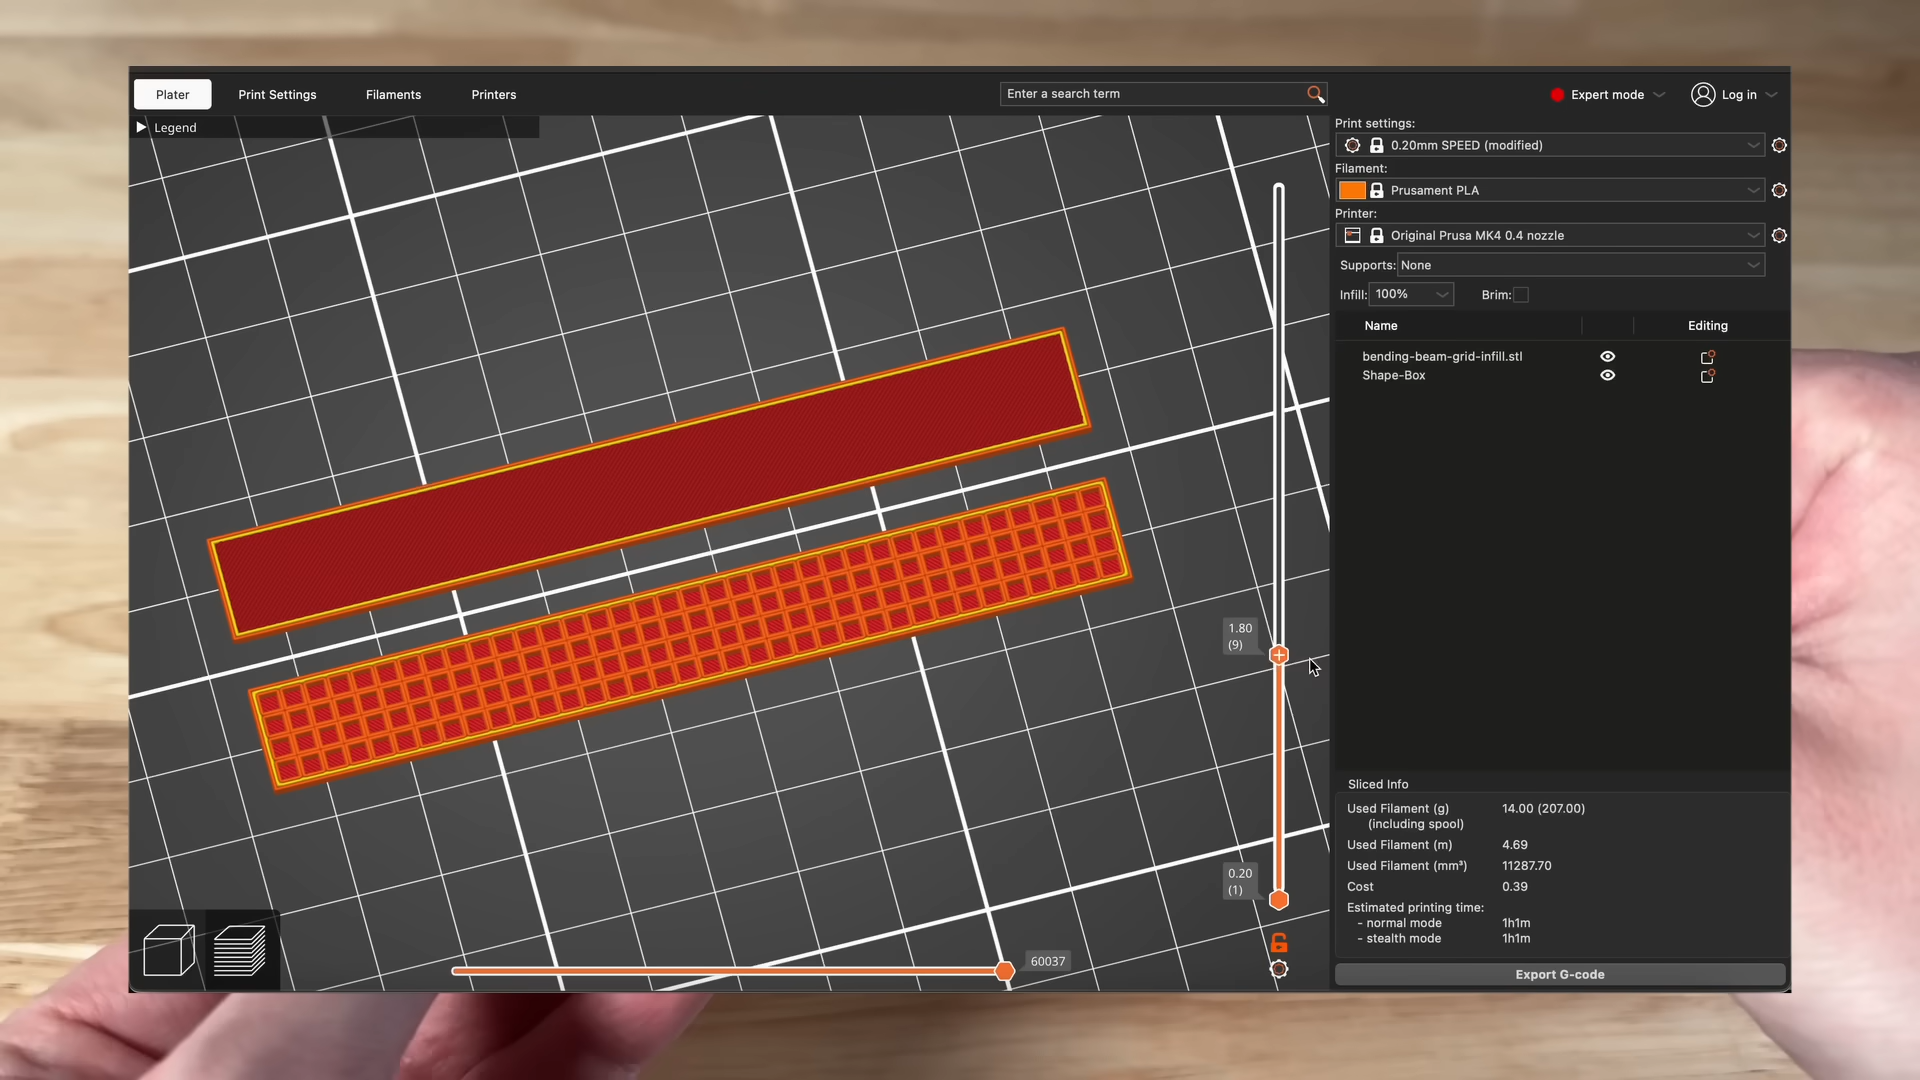 Plater
Print Settings
Filaments
Printers
Enter a search term
Expert mode
Log in
Legend
Print settings:
0.20mm SPEED (modified)
Filament:
Prusament PLA
Printer:
Original Prusa MK4 0.4 nozzle
Supports: None
Infill: 100%
Brim:
Name
Editing
bending-beam-grid-infill.stl
Shape-Box
1.80
(9)
0.20
(1)
60037
Sliced Info
Used Filament (g) 14.00 (207.00)
(including spool)
Used Filament (m) 4.69
Used Filament (mm³) 11287.70
Cost 0.39
Estimated printing time:
- normal mode 1h1m
- stealth mode 1h1m
Export G-code